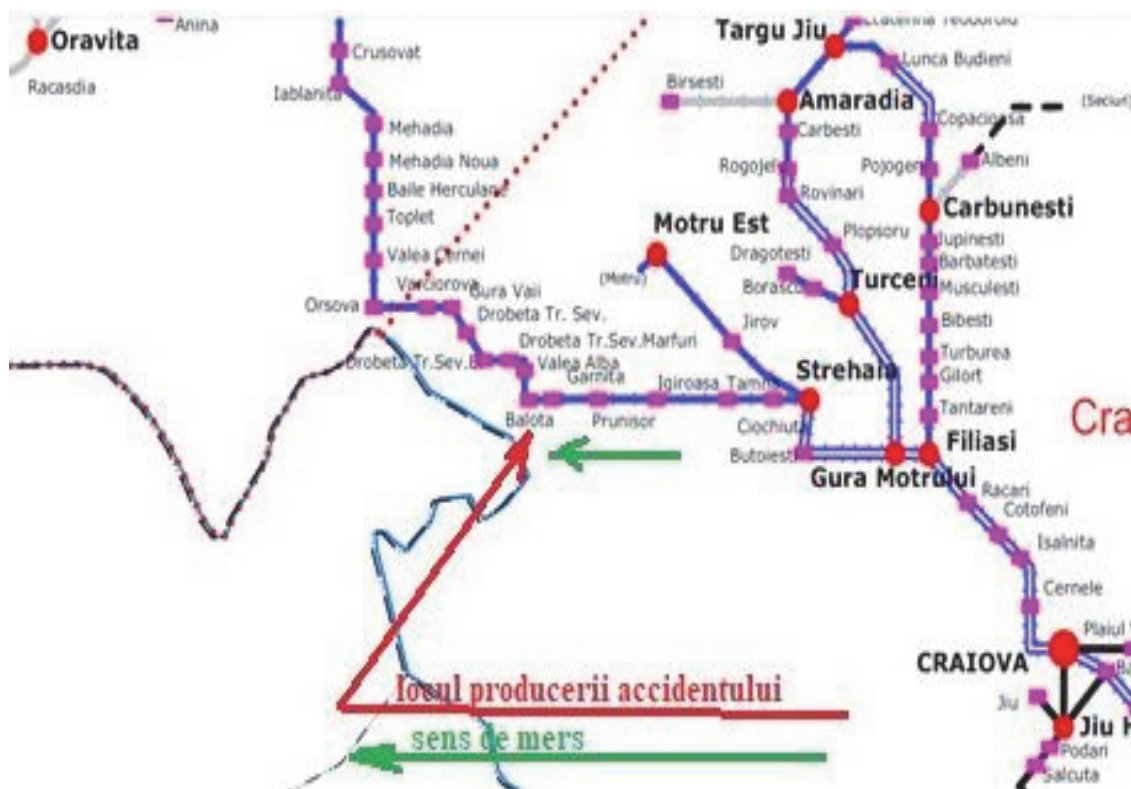 Oravita
Anina
Racasdia
Crusovat
Iablanita
Mehadia
Mehadia Noua
Baile Herculane
Toplet
Valea Cernei
Orsova
Varciorova
Gura Vaii
Drobeta Tr. Sev.
Drobeta Tr.Sev.Marfuri
Valea Alba
Balota
Garnita
Prunisor
Igiroasa
Ciochiuta
Strehaia
Butoiesti
Gura Motrului
Filiasi
Motru Est
(Motru)
Jirov
Targu Jiu
Birsesti
Amaradia
Carbesti
Rovinari
Plopsoru
Dragotesti
Turceni
Lunca Budieni
Copacioasa
(Seciuri)
Albeni
Carbunesti
Jupinesti
Barbatesti
Musculesti
Bibesti
Turburea
Gilort
Tantareni
Cra
Racari
Cotofeni
Isalnita
Cernele
Plaiul
CRAIOVA
Jiu
Jiu H
Podari
Salcuta
locul producerii accidentului
sens de mers